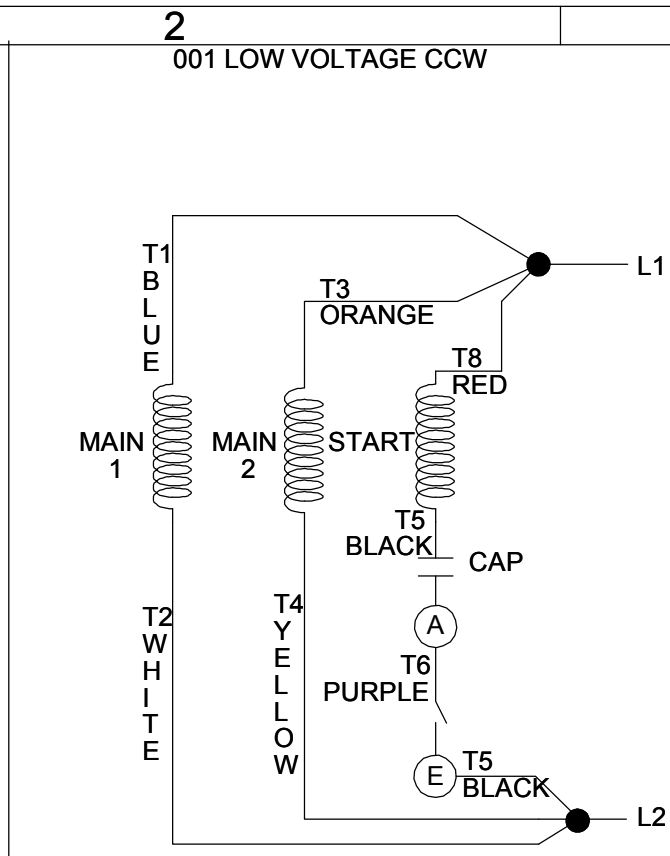 2
001 LOW VOLTAGE CCW
T1
BLUE
L1
T3
ORANGE
T8
RED
MAIN
1
MAIN
2
START
T5
BLACK
CAP
T2
WHITE
T4
YELLOW
A
T6
PURPLE
E
T5
BLACK
L2